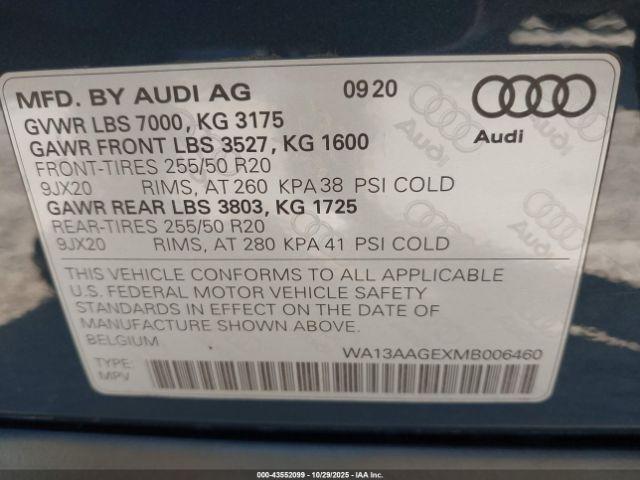 MFD. BY AUDI AG 09 20
GVWR LBS 7000, KG 3175
GAWR FRONT LBS 3527, KG 1600
FRONT-TIRES 255/50 R20
9JX20 RIMS, AT 260 KPA 38 PSI COLD
GAWR REAR LBS 3803, KG 1725
REAR-TIRES 255/50 R20
9JX20 RIMS, AT 280 KPA 41 PSI COLD
Audi
THIS VEHICLE CONFORMS TO ALL APPLICABLE
U.S. FEDERAL MOTOR VEHICLE SAFETY
STANDARDS IN EFFECT ON THE DATE OF
MANUFACTURE SHOWN ABOVE.
BELGIUM
WA13AAGEXMB006460
TYPE:
MPV
000-43552099 - 10/29/2025 - IAAI.COM